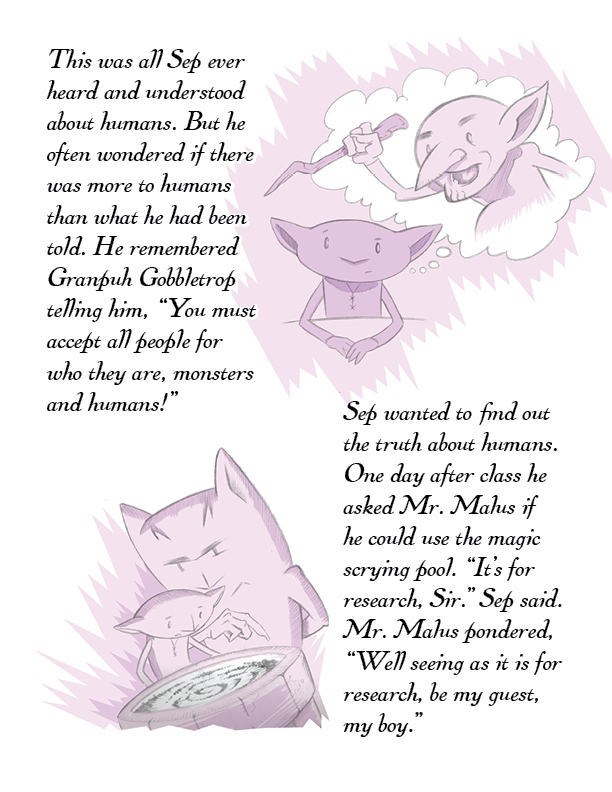 This was all Sep ever
heard and understood
about humans. But he
often wondered if there
was more to humans
than what he had been
told. He remembered
Granpuh Gobbletrop
telling him, “You must
accept all people for
who they are, monsters
and humans!”
Sep wanted to find out
the truth about humans.
One day after class he
asked Mr. Malus if
he could use the magic
scrying pool. “It’s for
research, Sir.” Sep said.
Mr. Malus pondered,
“Well seeing as it is for
research, be my guest,
my boy.”